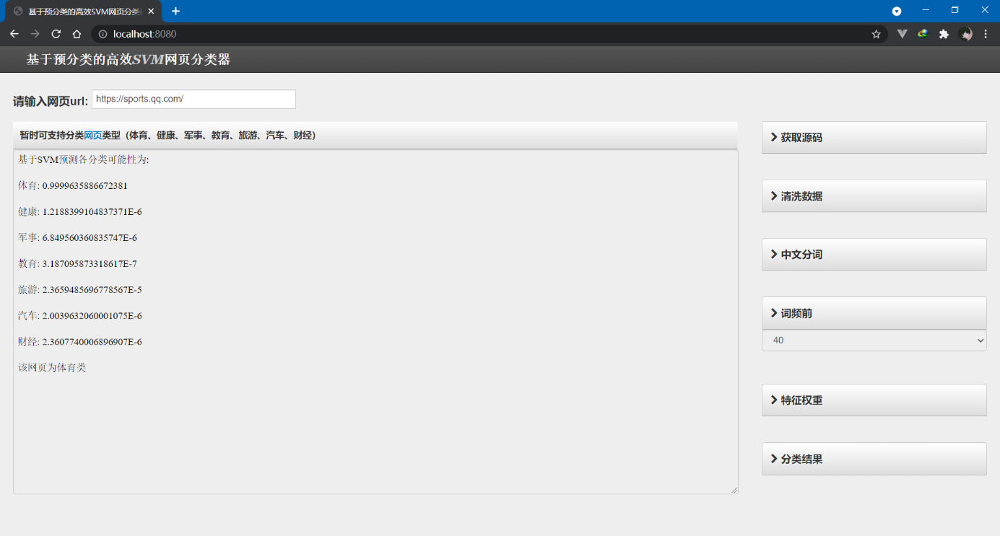 基于预分类的高效SVM网页分类
localhost:8080
基于预分类的高效SVM网页分类器
请输入网页url: https://sports.qq.com/
暂时可支持分类网页类型（体育、健康、军事、教育、旅游、汽车、财经）
基于SVM预测各分类可能性为:
体育: 0.9999635886672381
健康: 1.2188399104837371E-6
军事: 6.849560360835747E-6
教育: 3.187095873318617E-7
旅游: 2.3659485696778567E-5
汽车: 2.0039632060001075E-6
财经: 2.3607740006896907E-6
该网页为体育类
获取源码
清洗数据
中文分词
词频前
40
特征权重
分类结果